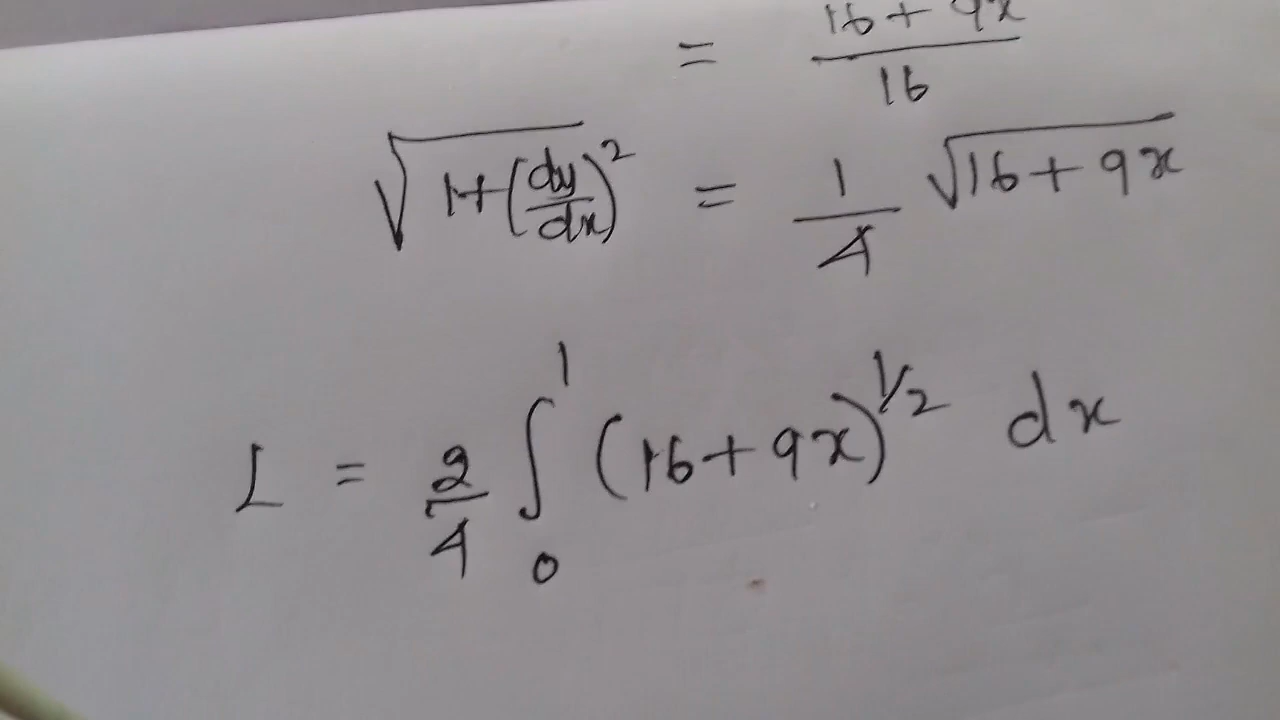 = 16 + 9x / 16
√1+(dy/dx)² = 1/4 √16 + 9x
L = 2/4 ∫₀¹ (16 + 9x)^1/2 dx